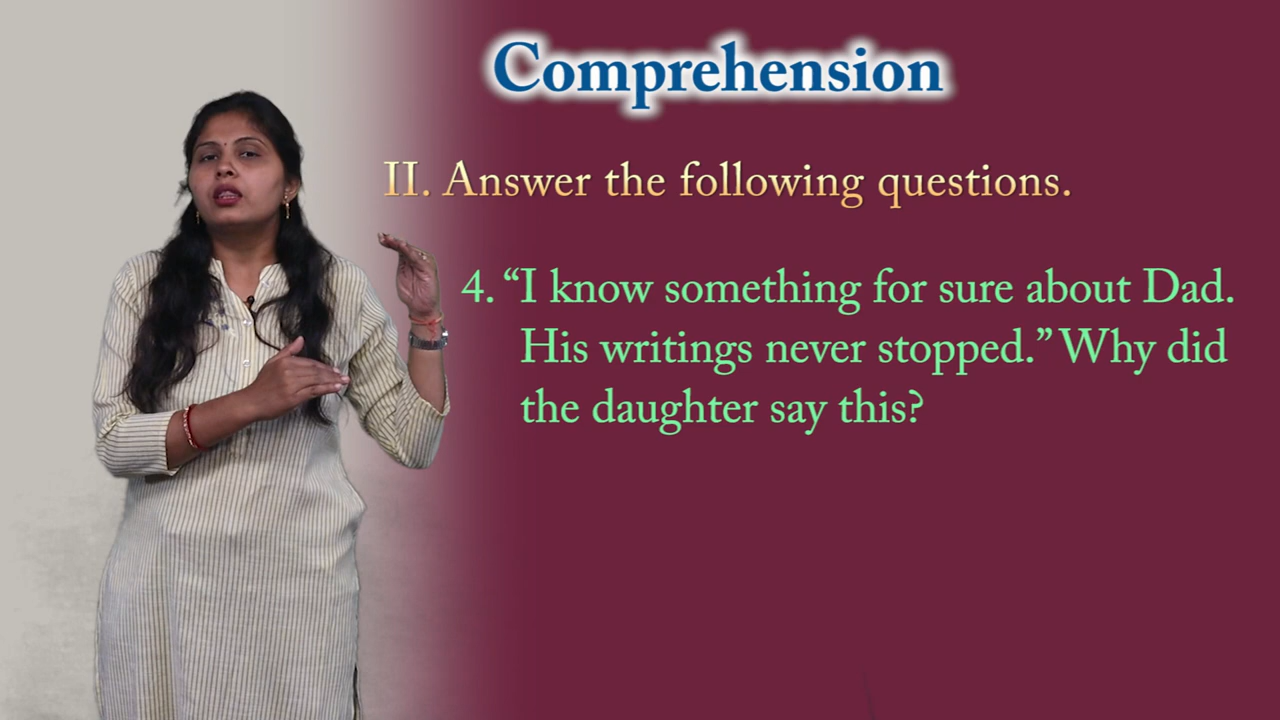 Comprehension
II. Answer the following questions.
4. “I know something for sure about Dad.
His writings never stopped.” Why did
the daughter say this?